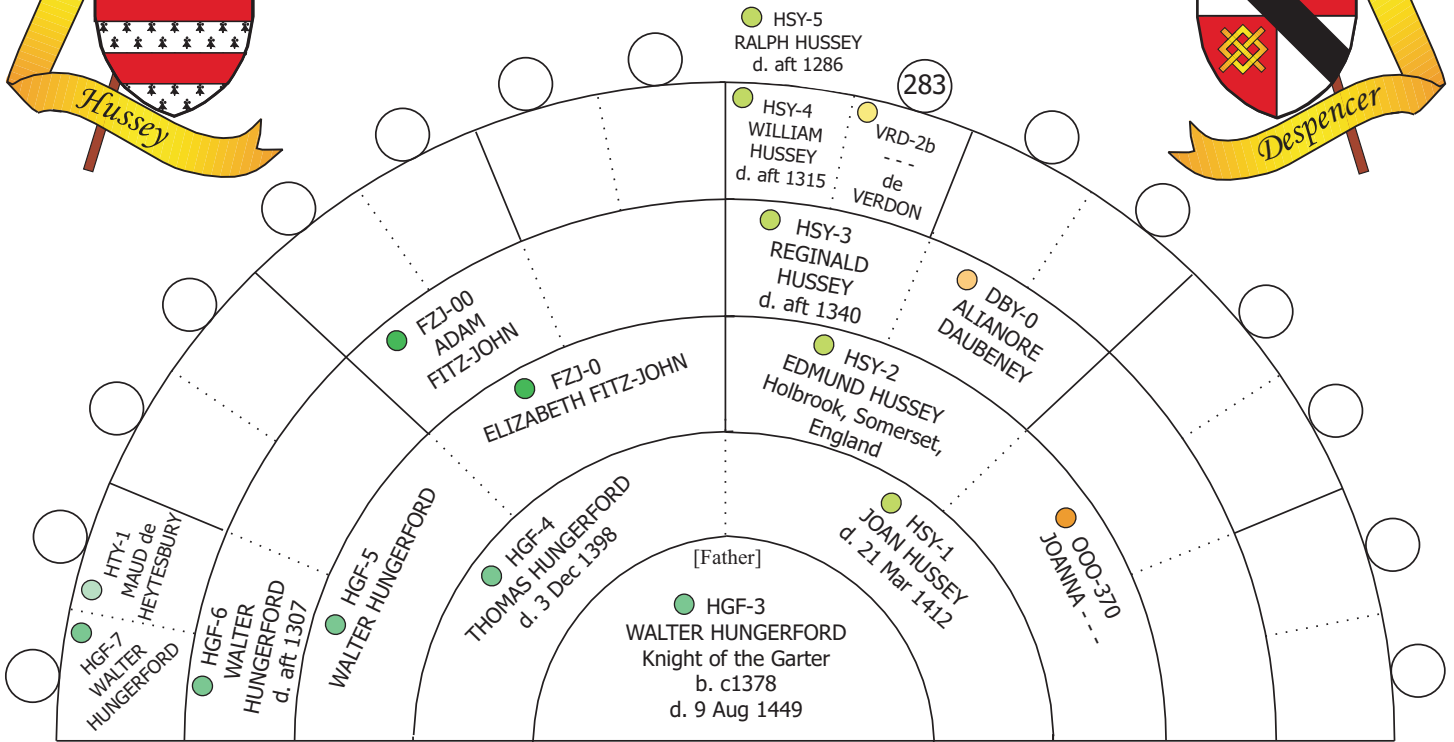 Hussey
Despencer
HSY-5
RALPH HUSSEY
d. aft 1286
283
HSY-4
WILLIAM
HUSSEY
d. aft 1315
VRD-2b
- - -
de
VERDON
HSY-3
REGINALD
HUSSEY
d. aft 1340
DBY-0
ALIANORE
DAUBENEY
FZJ-00
ADAM
FITZ-JOHN
FZJ-0
ELIZABETH FITZ-JOHN
HSY-2
EDMUND HUSSEY
Holbrook, Somerset,
England
HTY-1
MAUD de
HEYTESBURY
HGF-7
WALTER
HUNGERFORD
HGF-6
WALTER
HUNGERFORD
d. aft 1307
HGF-5
WALTER HUNGERFORD
HGF-4
THOMAS HUNGERFORD
d. 3 Dec 1398
HSY-1
JOAN HUSSEY
d. 21 Mar 1412
OOO-370
JOANNA - - -
[Father]
HGF-3
WALTER HUNGERFORD
Knight of the Garter
b. c1378
d. 9 Aug 1449